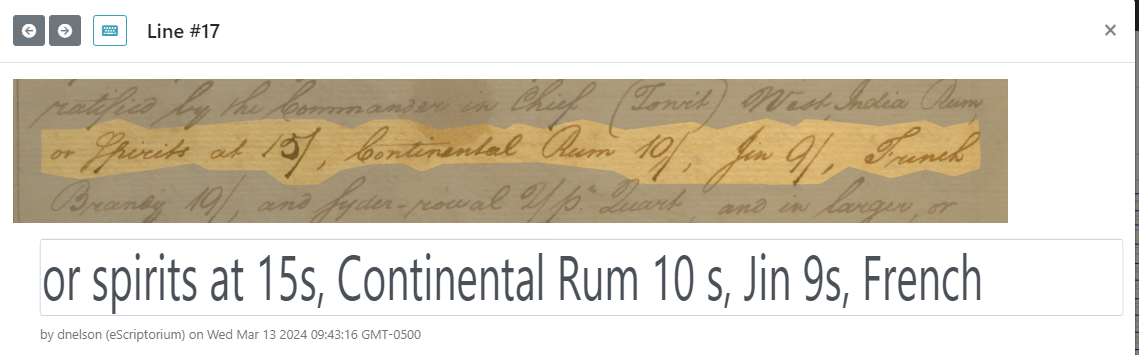 Line #17
ratified by the Commander in Chief (Towit) West India Rum
or Spirits at 15/, Continental Rum 10/, Jin 9/, French
Brandy 19/, and Syder-royal 2/ pr. Quart, and in larger, or
or spirits at 15s, Continental Rum 10 s, Jin 9s, French
by dnelson (eScriptorium) on Wed Mar 13 2024 09:43:16 GMT-0500